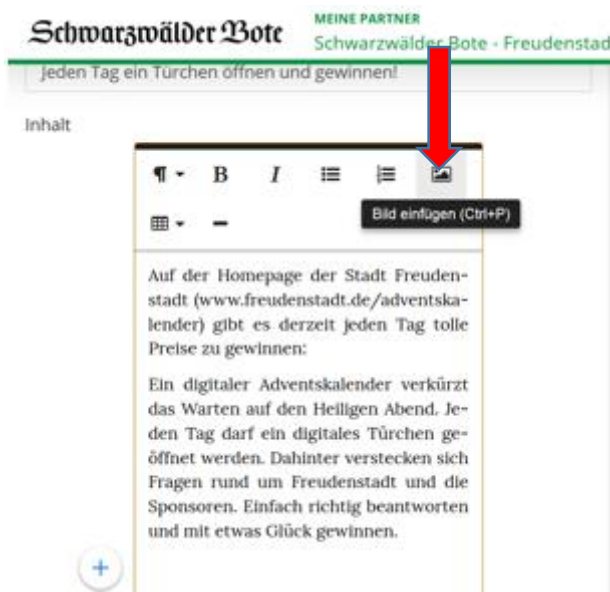 Schwarzwälder Bote
MEINE PARTNER
Schwarzwälder Bote - Freudenstad
Jeden Tag ein Türchen öffnen und gewinnen!
Inhalt
¶ B I
Bild einfügen (Ctrl+P)
Auf der Homepage der Stadt Freuden-
stadt (www.freudenstadt.de/adventska-
lender) gibt es derzeit jeden Tag tolle
Preise zu gewinnen:
Ein digitaler Adventskalender verkürzt
das Warten auf den Heiligen Abend. Je-
den Tag darf ein digitales Türchen ge-
öffnet werden. Dahinter verstecken sich
Fragen rund um Freudenstadt und die
Sponsoren. Einfach richtig beantworten
und mit etwas Glück gewinnen.